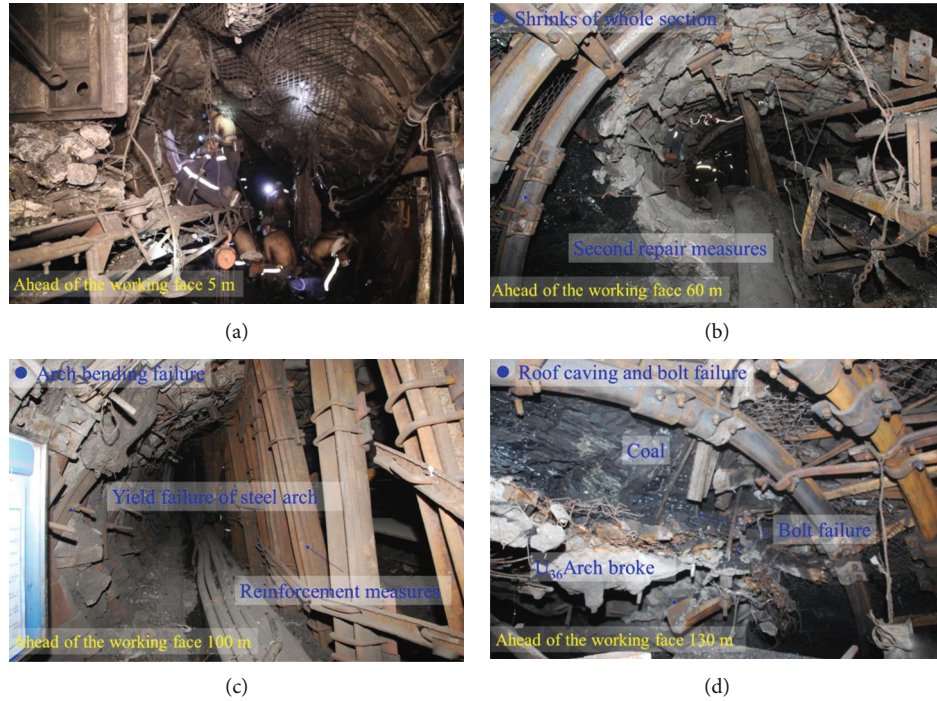 Ahead of the working face 5 m
(a)
● Shrinks of whole section
Second repair measures
Ahead of the working face 60 m
(b)
● Arch bending failure
Yield failure of steel arch
Reinforcement measures
Ahead of the working face 100 m
(c)
● Roof caving and bolt failure
Coal
Bolt failure
U₃₆Arch broke
Ahead of the working face 130 m
(d)